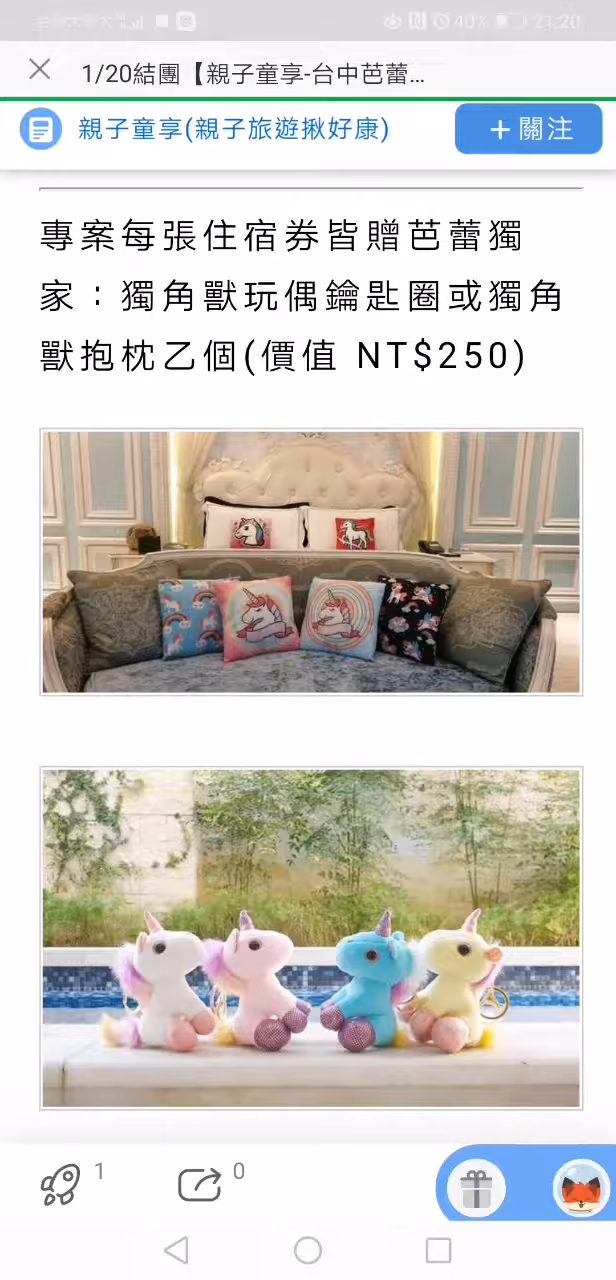 40% 21:20
1/20結團【親子童享-台中芭蕾...
親子童享(親子旅遊揪好康)
+ 關注
專案每張住宿券皆贈芭蕾獨
家：獨角獸玩偶鑰匙圈或獨角
獸抱枕乙個(價值 NT$250)
1
0